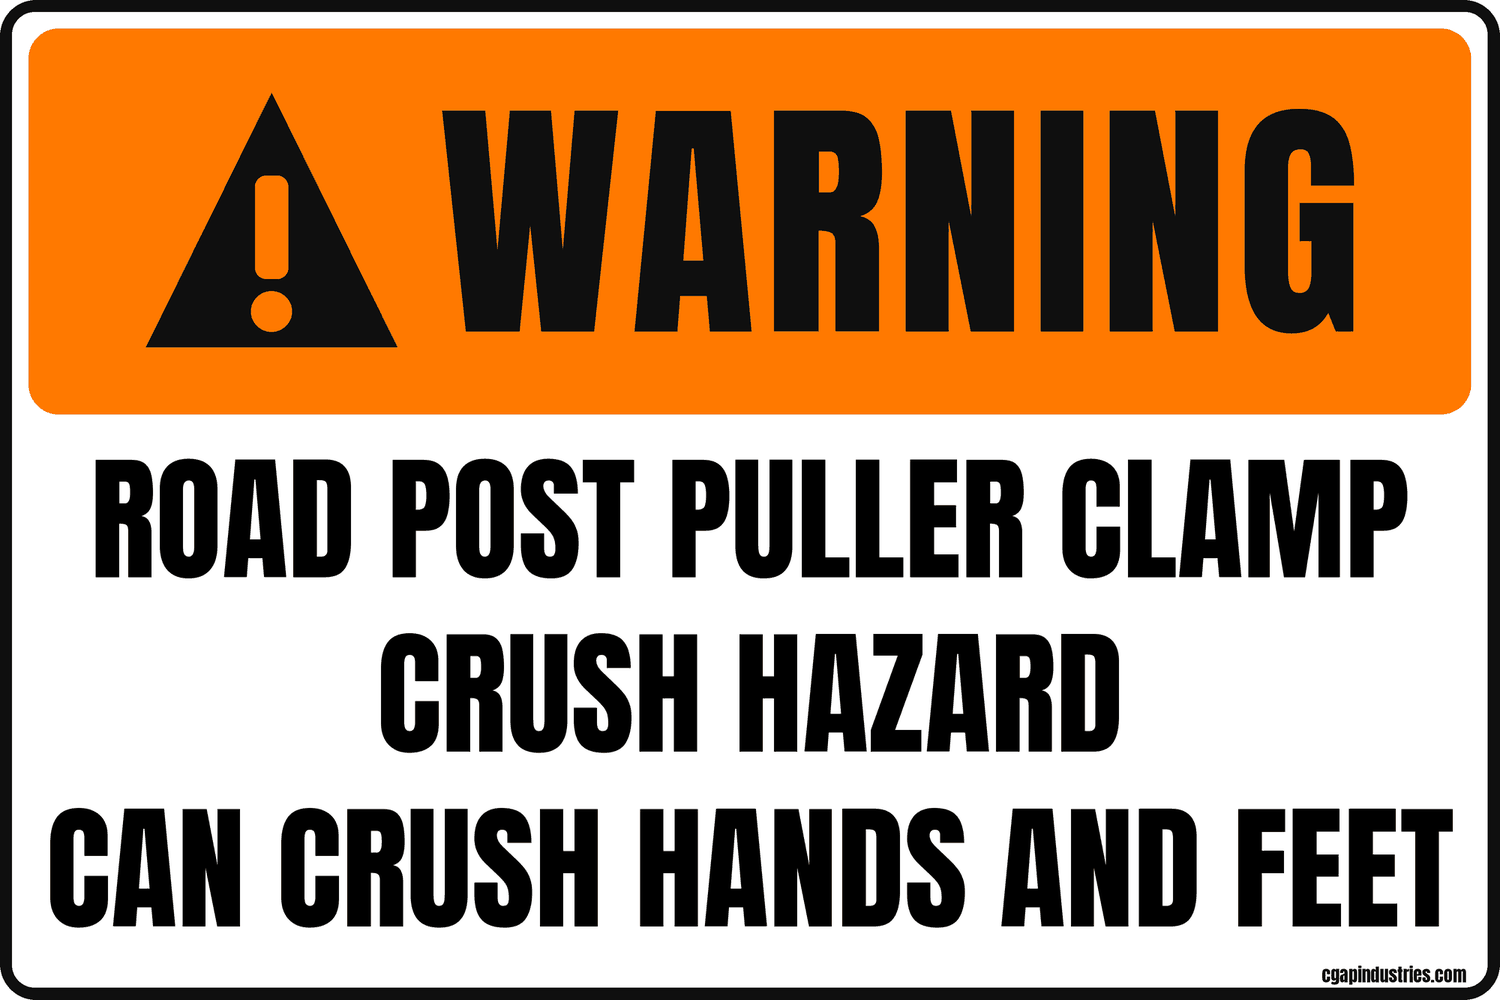 WARNING
ROAD POST PULLER CLAMP
CRUSH HAZARD
CAN CRUSH HANDS AND FEET
cgapindustries.com